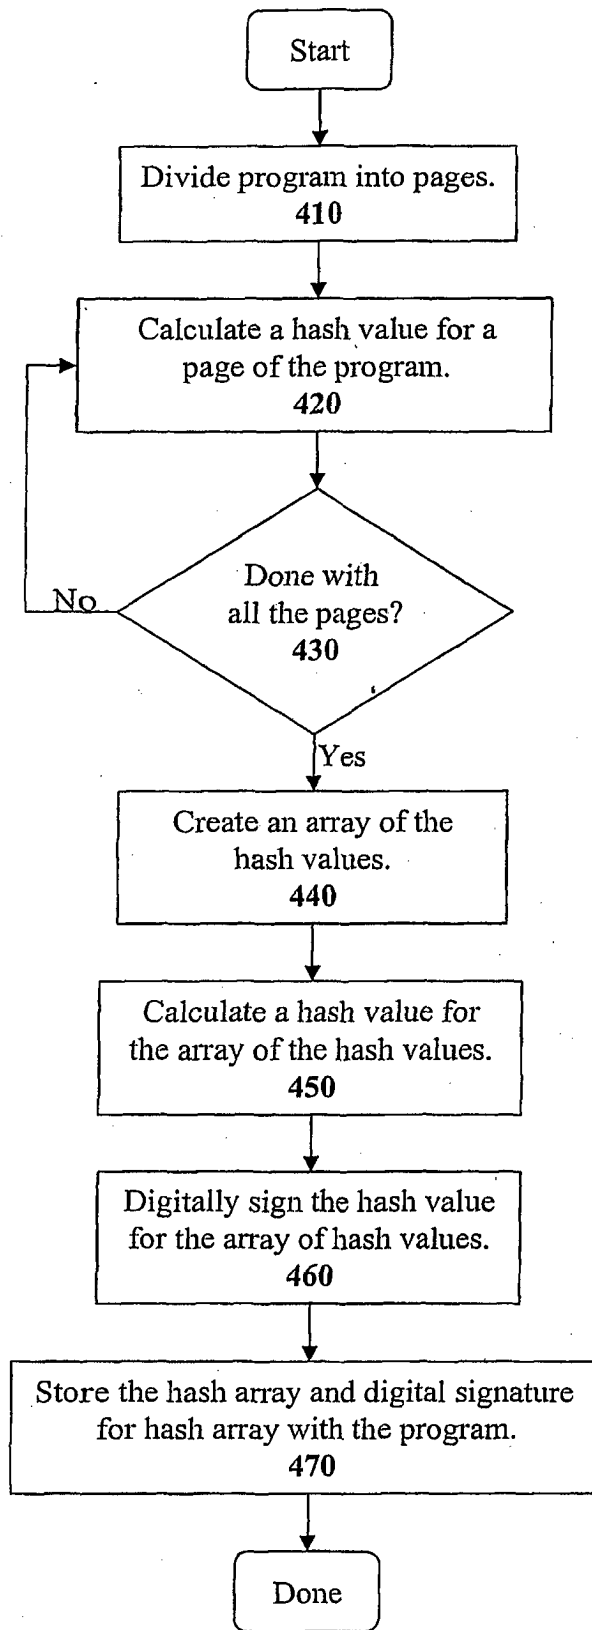 Start
Divide program into pages.
410
Calculate a hash value for a
page of the program.
420
Done with
all the pages?
430
No
Yes
Create an array of the
hash values.
440
Calculate a hash value for
the array of the hash values.
450
Digitally sign the hash value
for the array of hash values.
460
Store the hash array and digital signature
for hash array with the program.
470
Done